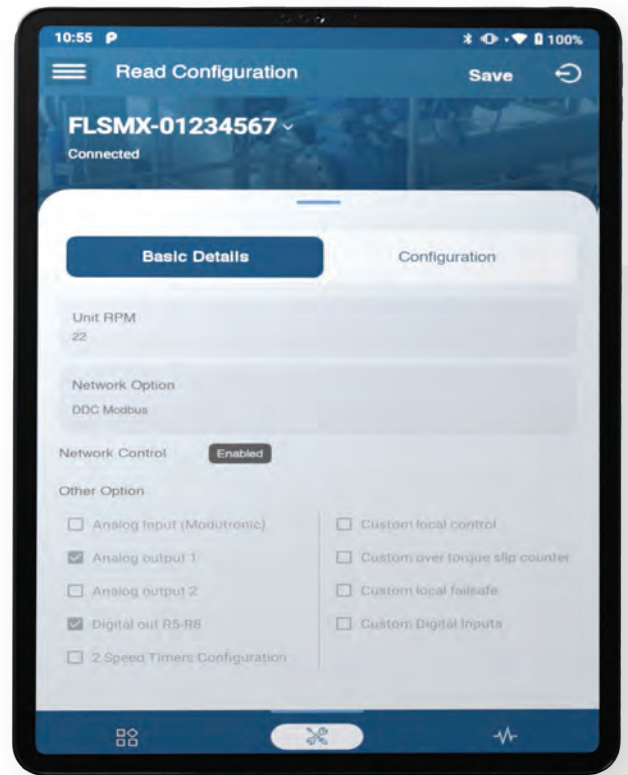 10:55 P 100%
Read Configuration Save
FLSMX-01234567
Connected
Basic Details Configuration
Unit RPM
22
Network Option
DDC Modbus
Network Control Enabled
Other Option
Analog Input (Modutronic)
Analog output 1
Analog output 2
Digital out R5-R8
2 Speed Timers Configuration
Custom local control
Custom over torque slip counter
Custom local failsafe
Custom Digital Inputs